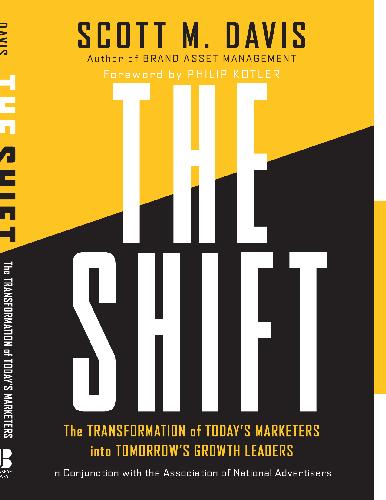 SCOTT M. DAVIS
Author of BRAND ASSET MANAGEMENT
Foreword by PHILIP KOTLER
THE
SHIFT
The TRANSFORMATION of TODAY'S MARKETERS
into TOMORROW'S GROWTH LEADERS
n Conjunction with the Association of National Advertisers
DAVIS
THE SHIFT
The TRANSFORMATION of TODAY'S MARKETERS